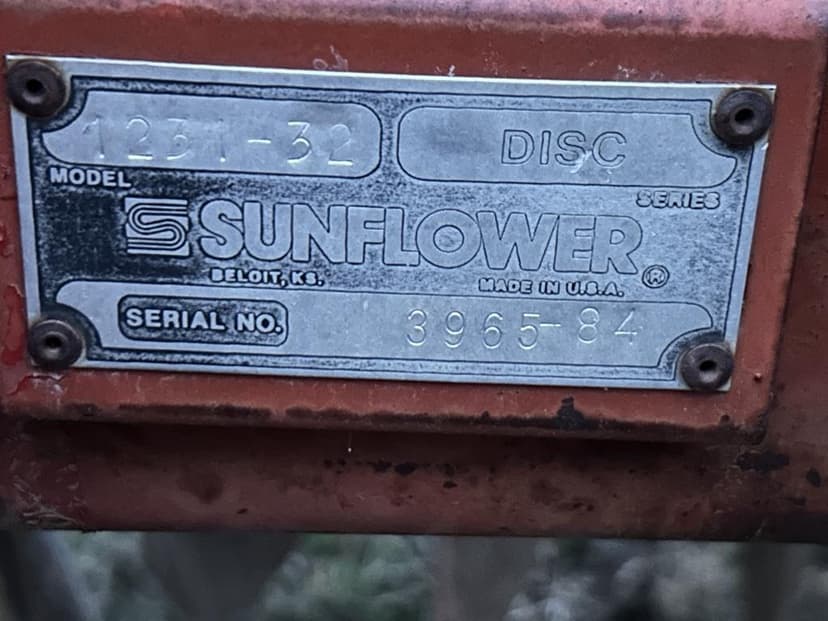 1231-32 DISC
MODEL SERIES
SUNFLOWER®
BELOIT, KS. MADE IN U.S.A.
SERIAL NO. 3965-84